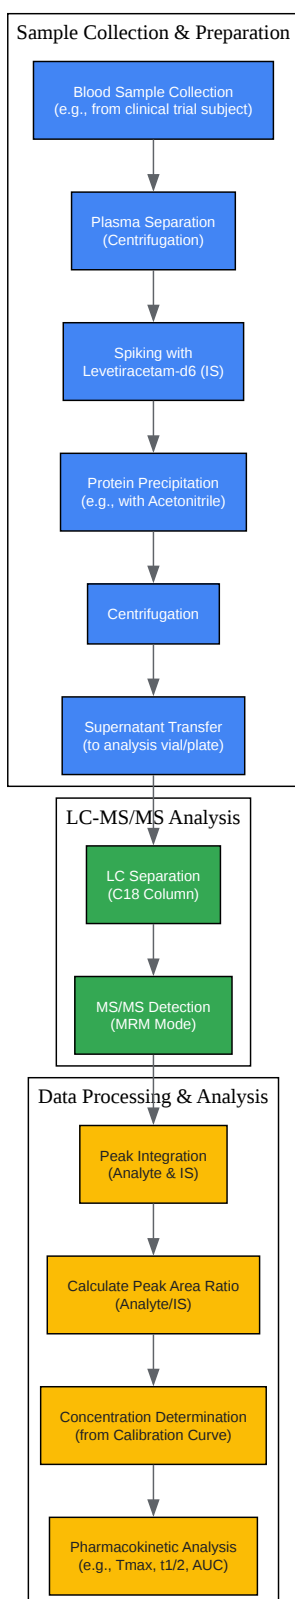 Sample Collection & Preparation
Blood Sample Collection
(e.g., from clinical trial subject)
Plasma Separation
(Centrifugation)
Spiking with
Levetiracetam-d6 (IS)
Protein Precipitation
(e.g., with Acetonitrile)
Centrifugation
Supernatant Transfer
(to analysis vial/plate)
LC-MS/MS Analysis
LC Separation
(C18 Column)
MS/MS Detection
(MRM Mode)
Data Processing & Analysis
Peak Integration
(Analyte & IS)
Calculate Peak Area Ratio
(Analyte/IS)
Concentration Determination
(from Calibration Curve)
Pharmacokinetic Analysis
(e.g., Tmax, t1/2, AUC)